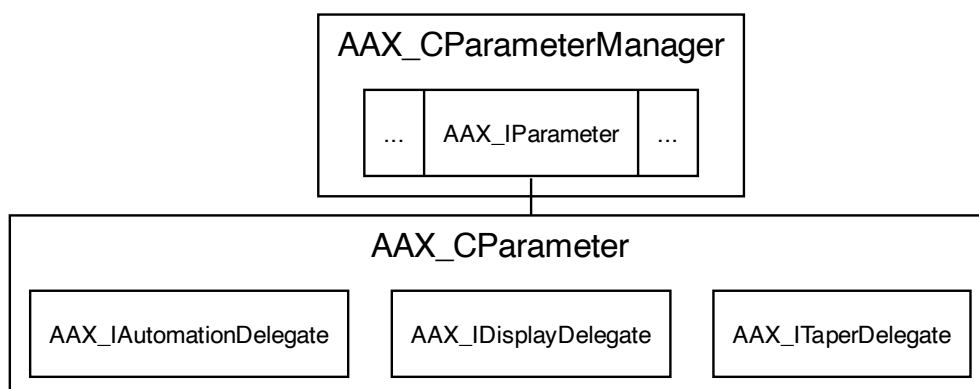 AAX_CParameterManager
... AAX_IParameter ...
AAX_CParameter
AAX_IAutomationDelegate AAX_IDisplayDelegate AAX_ITaperDelegate